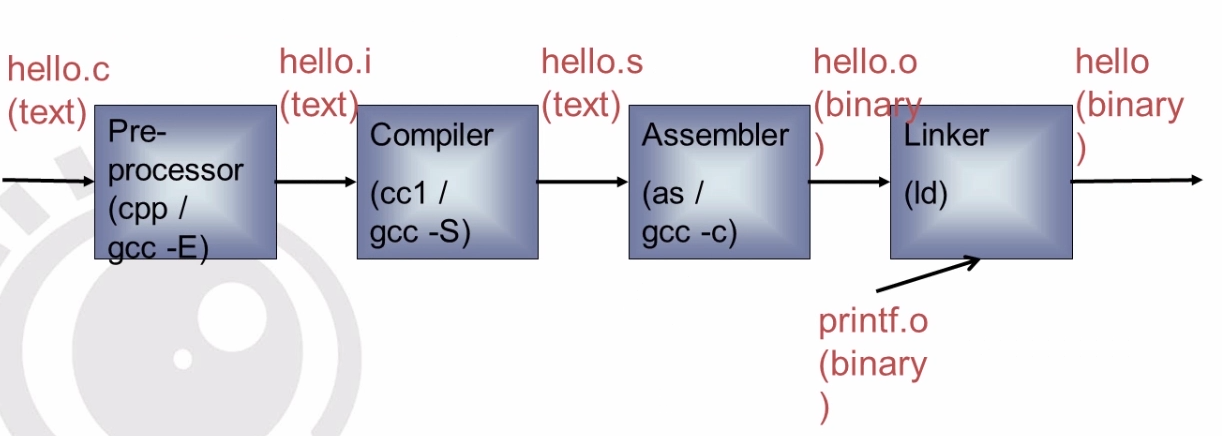 hello.c
(text)
Pre-
processor
(cpp /
gcc -E)
hello.i
(text)
Compiler
(cc1 /
gcc -S)
hello.s
(text)
Assembler
(as /
gcc -c)
hello.o
(binary
)
Linker
(ld)
printf.o
(binary
)
hello
(binary
)